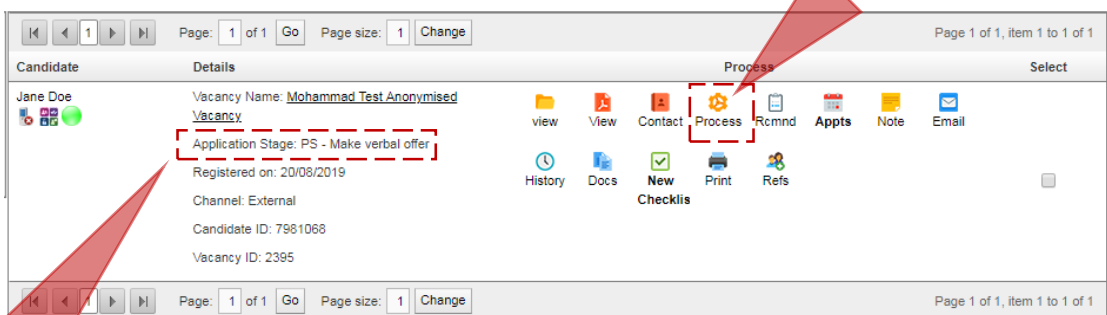 1 Page: 1 of 1 Go Page size: 1 Change Page 1 of 1, item 1 to 1 of 1
Candidate Details Process Select
Jane Doe
Vacancy Name: Mohammad Test Anonymised
Vacancy
Application Stage: PS - Make verbal offer
Registered on: 20/08/2019
Channel: External
Candidate ID: 7981068
Vacancy ID: 2395
view View Contact Process Rcmnd Appts Note Email
History Docs New Print Refs
Checklis
1 Page: 1 of 1 Go Page size: 1 Change Page 1 of 1, item 1 to 1 of 1